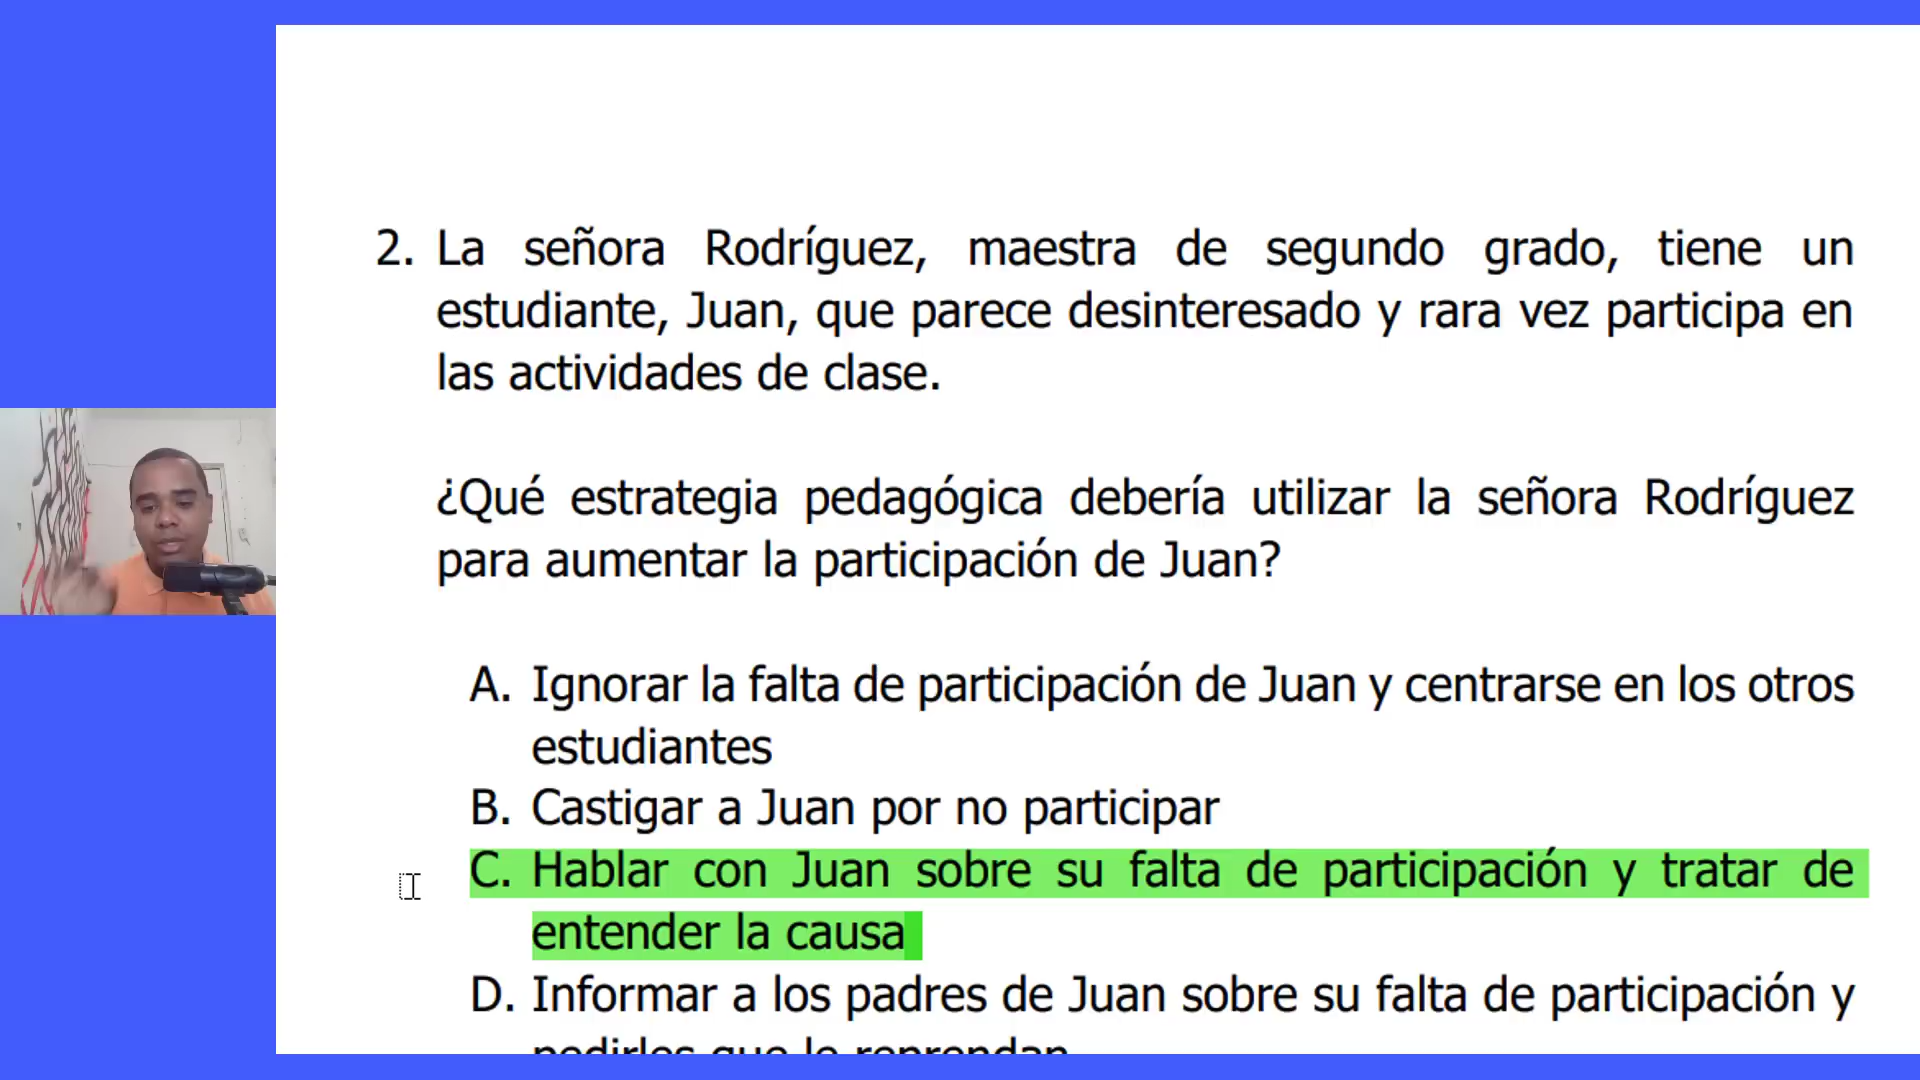 2. La señora Rodríguez, maestra de segundo grado, tiene un
estudiante, Juan, que parece desinteresado y rara vez participa en
las actividades de clase.
¿Qué estrategia pedagógica debería utilizar la señora Rodríguez
para aumentar la participación de Juan?
A. Ignorar la falta de participación de Juan y centrarse en los otros
estudiantes
B. Castigar a Juan por no participar
C. Hablar con Juan sobre su falta de participación y tratar de
entender la causa
D. Informar a los padres de Juan sobre su falta de participación y
pedirles que lo reprendan